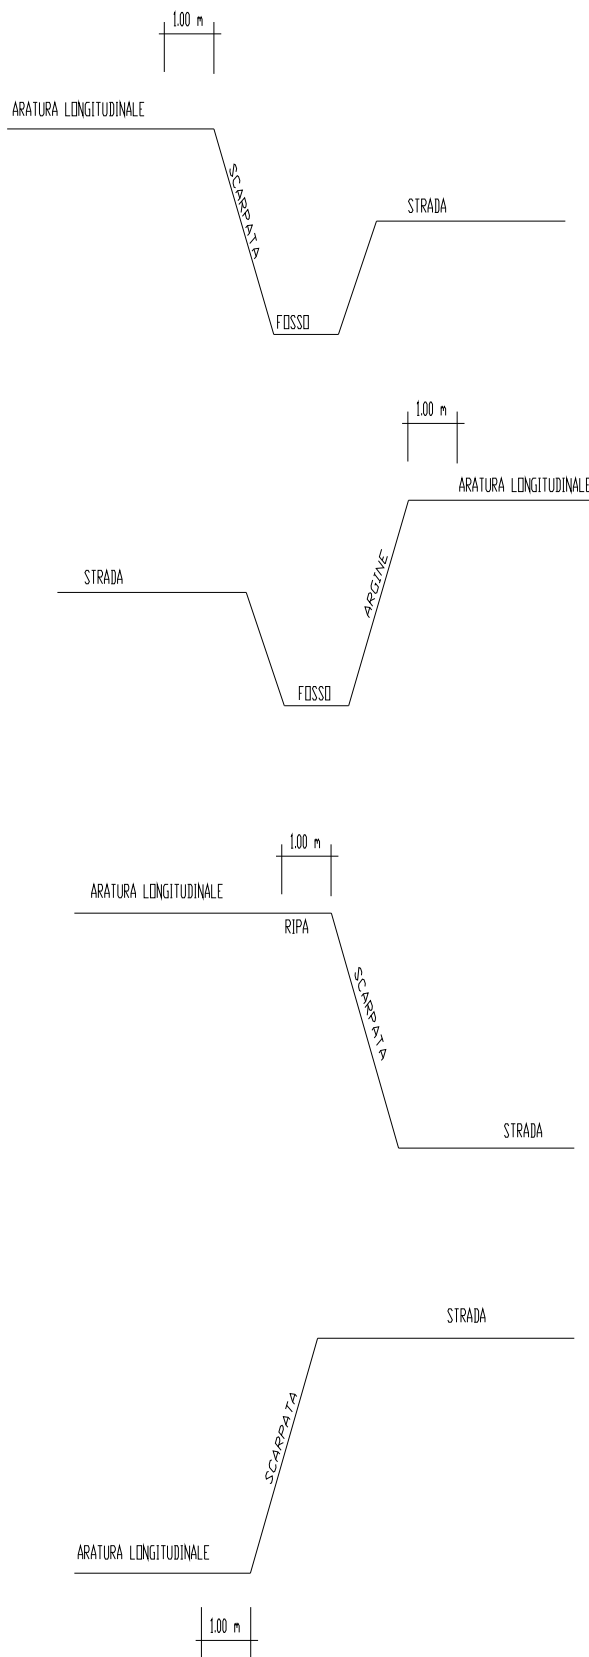 1.00 m
ARATURA LONGITUDINALE
SCARPATA
STRADA
FOSSO
1.00 m
ARATURA LONGITUDINALE
STRADA
ARGINE
FOSSO
1.00 m
ARATURA LONGITUDINALE
RIPA
SCARPATA
STRADA
STRADA
SCARPATA
ARATURA LONGITUDINALE
1.00 m